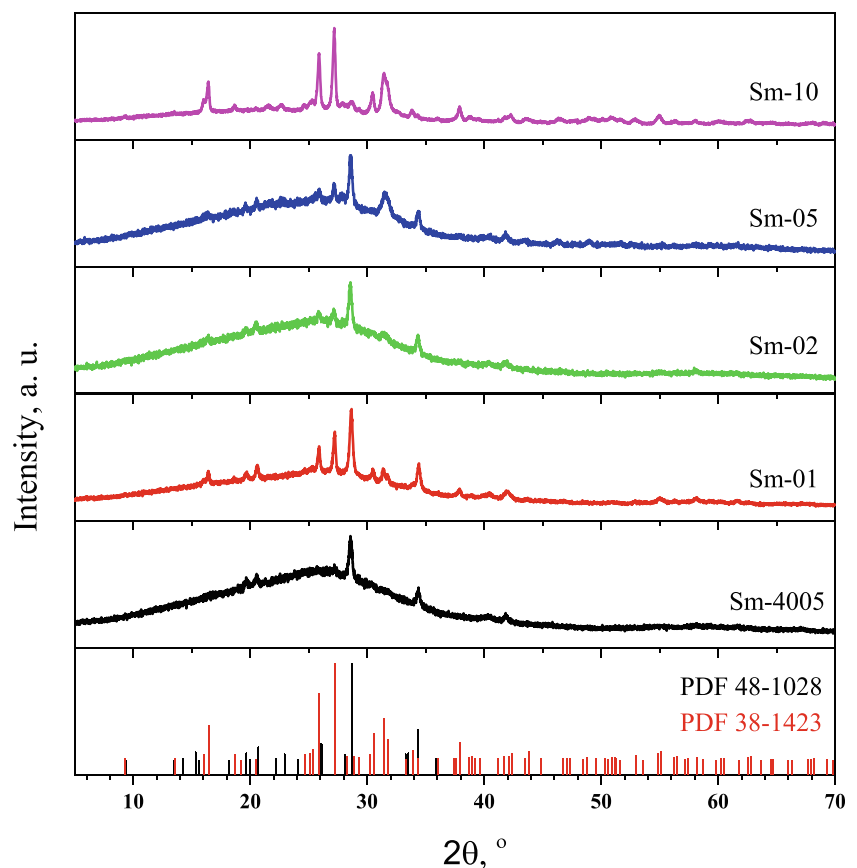 Sm-10
Sm-05
Sm-02
Sm-01
Sm-4005
PDF 48-1028
PDF 38-1423
Intensity, a. u.
10 20 30 40 50 60 70
2θ, °